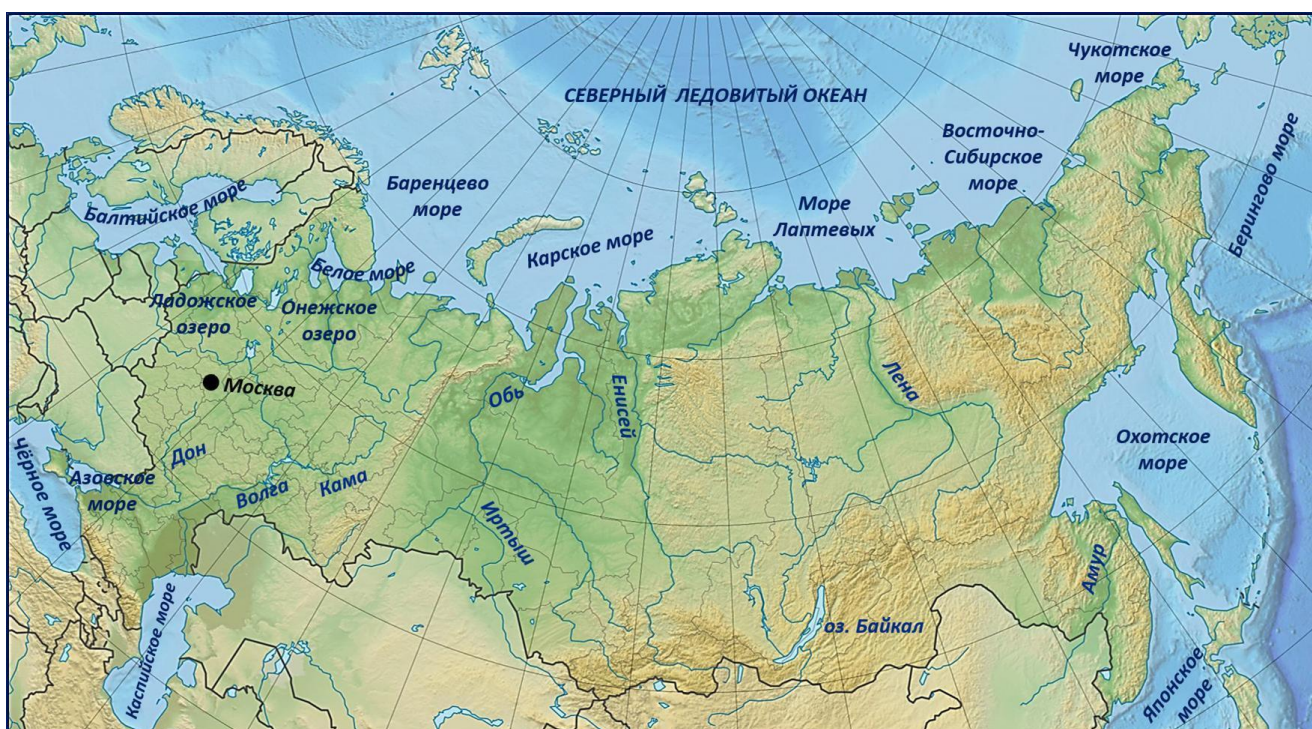 Чукотское
море
СЕВЕРНЫЙ ЛЕДОВИТЫЙ ОКЕАН
Восточно-
Сибирское
море
Берингово море
Баренцево
море
Балтийское море
Море
Лаптевых
Карское море
Белое море
Ладожское
озеро
Онежское
озеро
Москва
Обь
Енисей
Лена
Охотское
море
Дон
Азовское
море
Чёрное море
Волга
Кама
Иртыш
Амур
Каспийское море
оз. Байкал
Японское
море